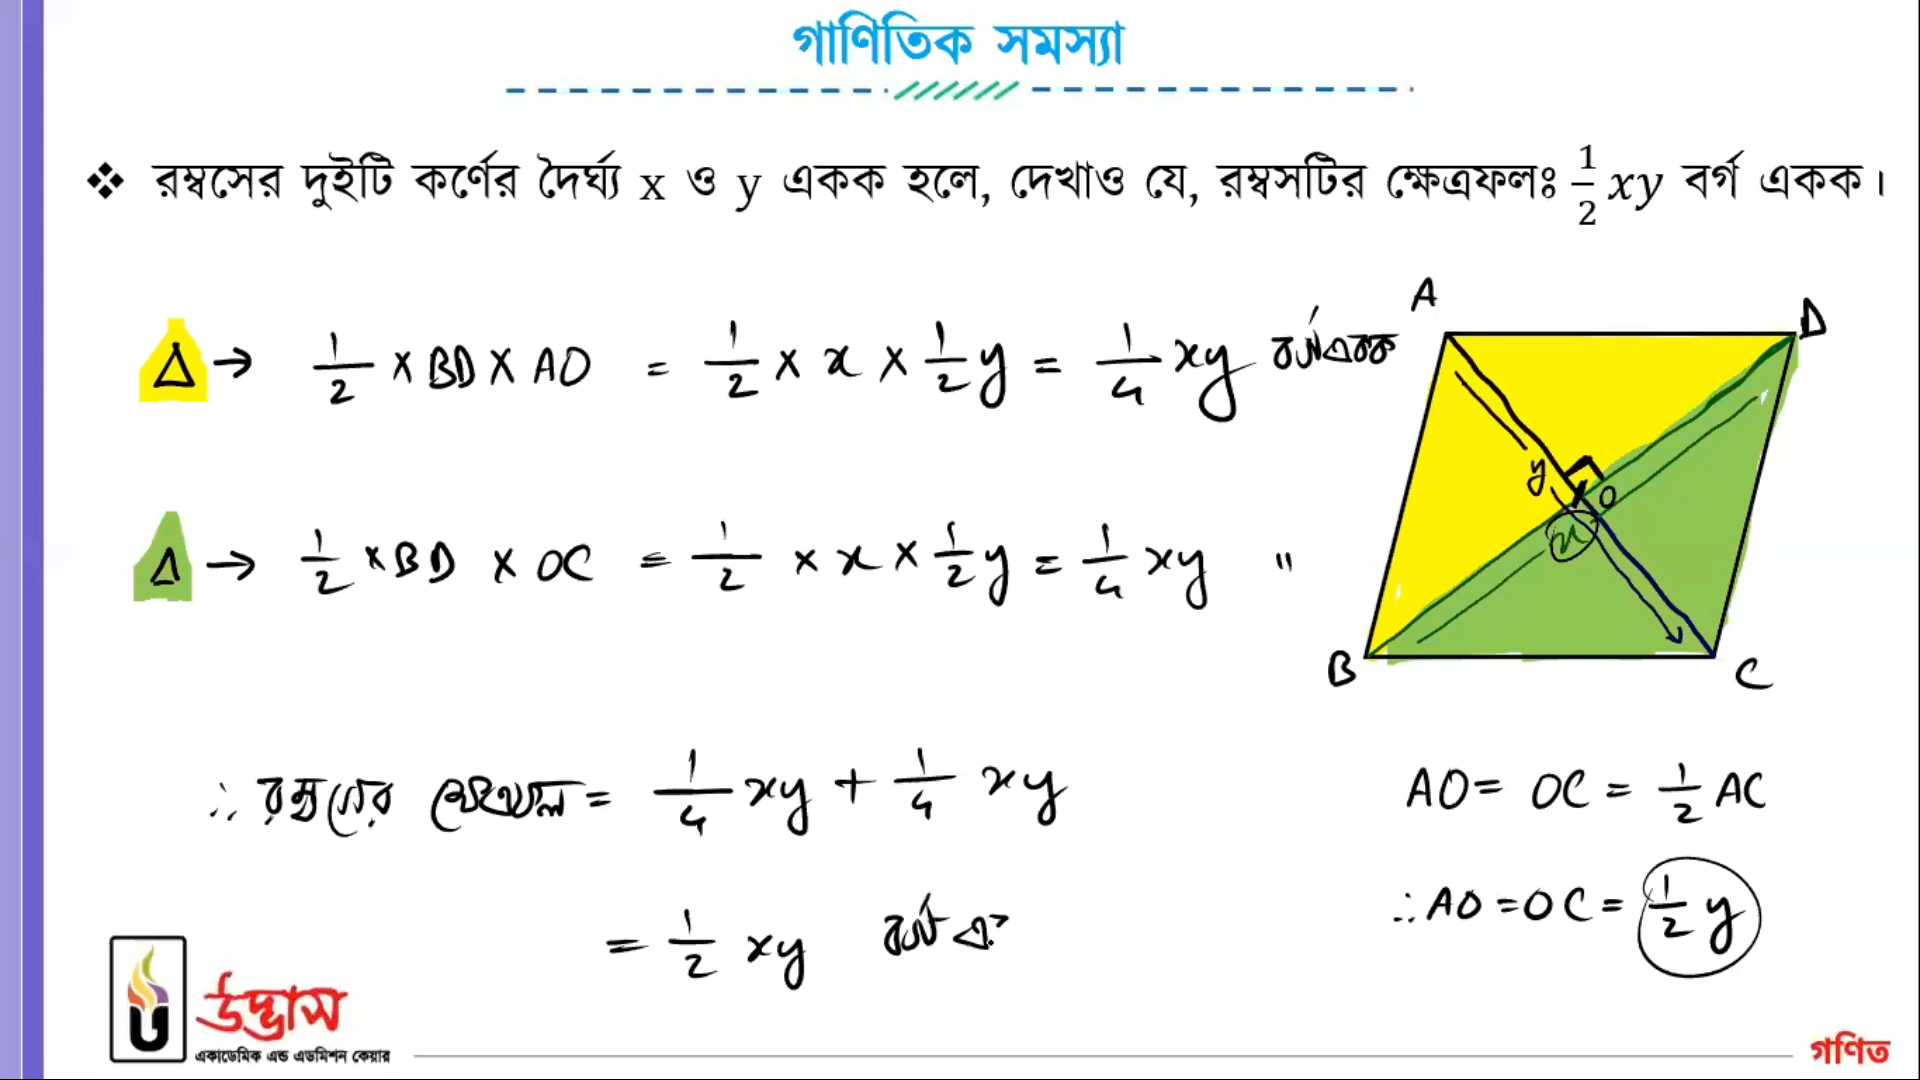 গাণিতিক সমস্যা
❖ রম্বসের দুইটি কর্ণের দৈর্ঘ্য x ও y একক হলে, দেখাও যে, রম্বসটির ক্ষেত্রফলঃ 1/2 xy বর্গ একক।
Δ → 1/2 × BD × AO = 1/2 × x × 1/2 y = 1/4 xy বর্গ একক
Δ → 1/2 × BD × OC = 1/2 × x × 1/2 y = 1/4 xy "
A
D
y
O
x
B
C
∴ রম্বসের ক্ষেত্রফল = 1/4 xy + 1/4 xy
= 1/2 xy বর্গ এ:
AO = OC = 1/2 AC
∴ AO = OC = 1/2 y
উদ্ভাস
একাডেমিক এন্ড এডমিশন কেয়ার
গণিত